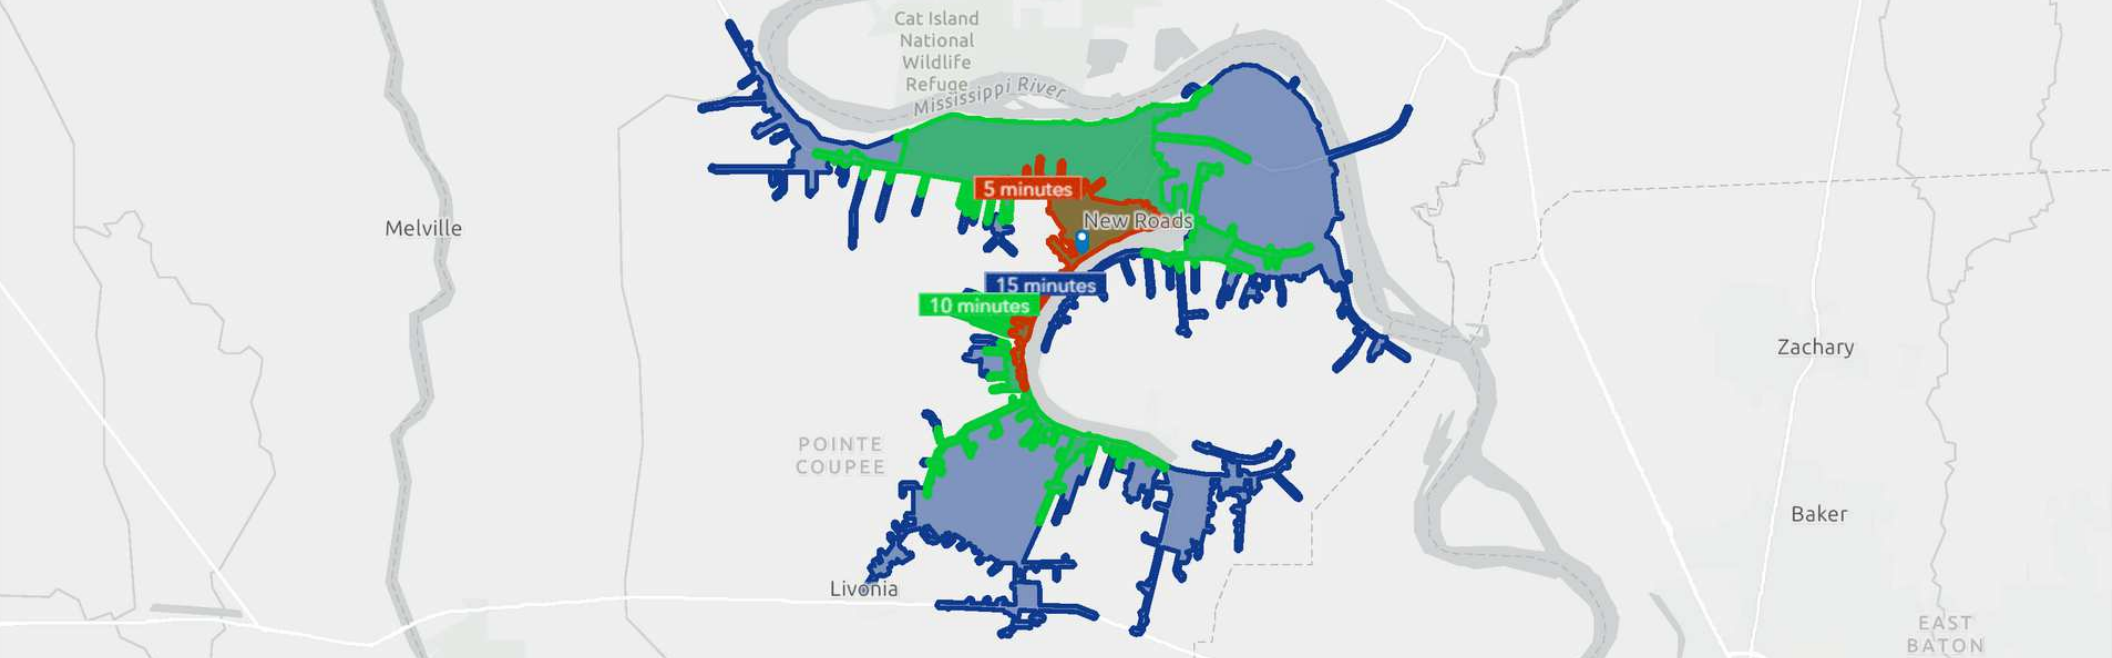 Cat Island
National
Wildlife
Refuge
Mississippi River
5 minutes
New Roads
Melville
15 minutes
10 minutes
Zachary
POINTE
COUPEE
Baker
Livonia
EAST
BATON